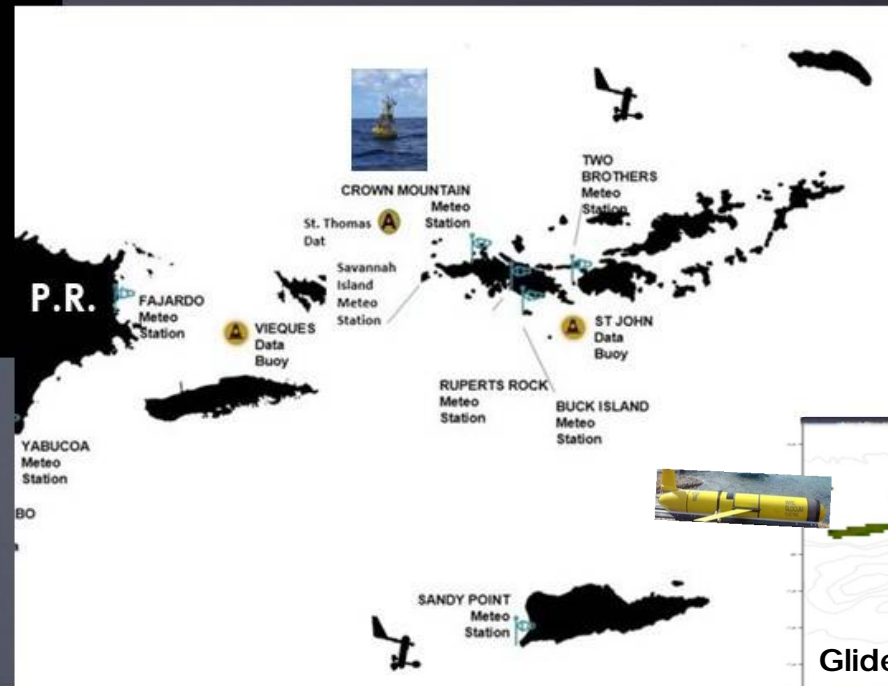 CROWN MOUNTAIN
Meteo
Station
TWO
BROTHERS
Meteo
Station
St. Thomas
Dat
Savannah
Island
Meteo
Station
P.R.
FAJARDO
Meteo
Station
VIEQUES
Data
Buoy
ST JOHN
Data
Buoy
RUPERTS ROCK
Meteo
Station
BUCK ISLAND
Meteo
Station
YABUCOA
Meteo
Station
BO
SANDY POINT
Meteo
Station
Glide